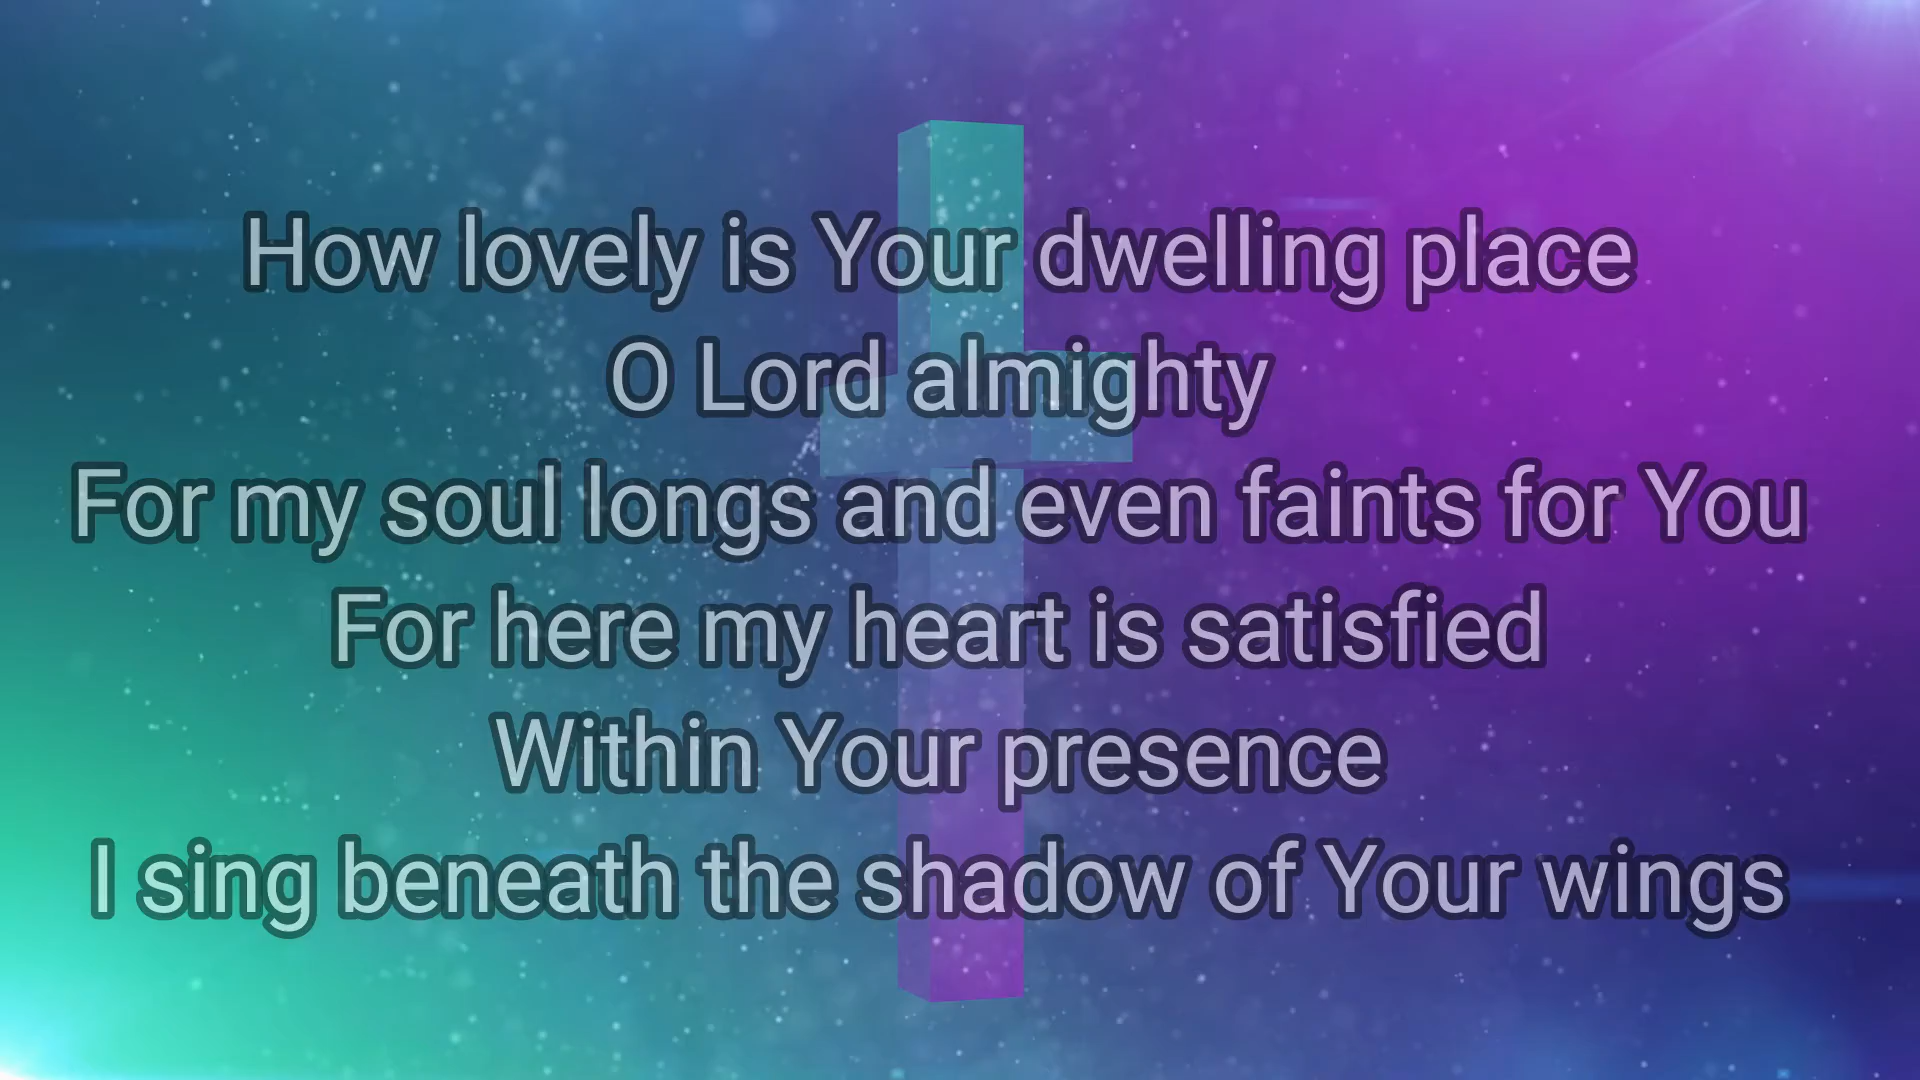 How lovely is Your dwelling place
O Lord almighty
For my soul longs and even faints for You
For here my heart is satisfied
Within Your presence
I sing beneath the shadow of Your wings